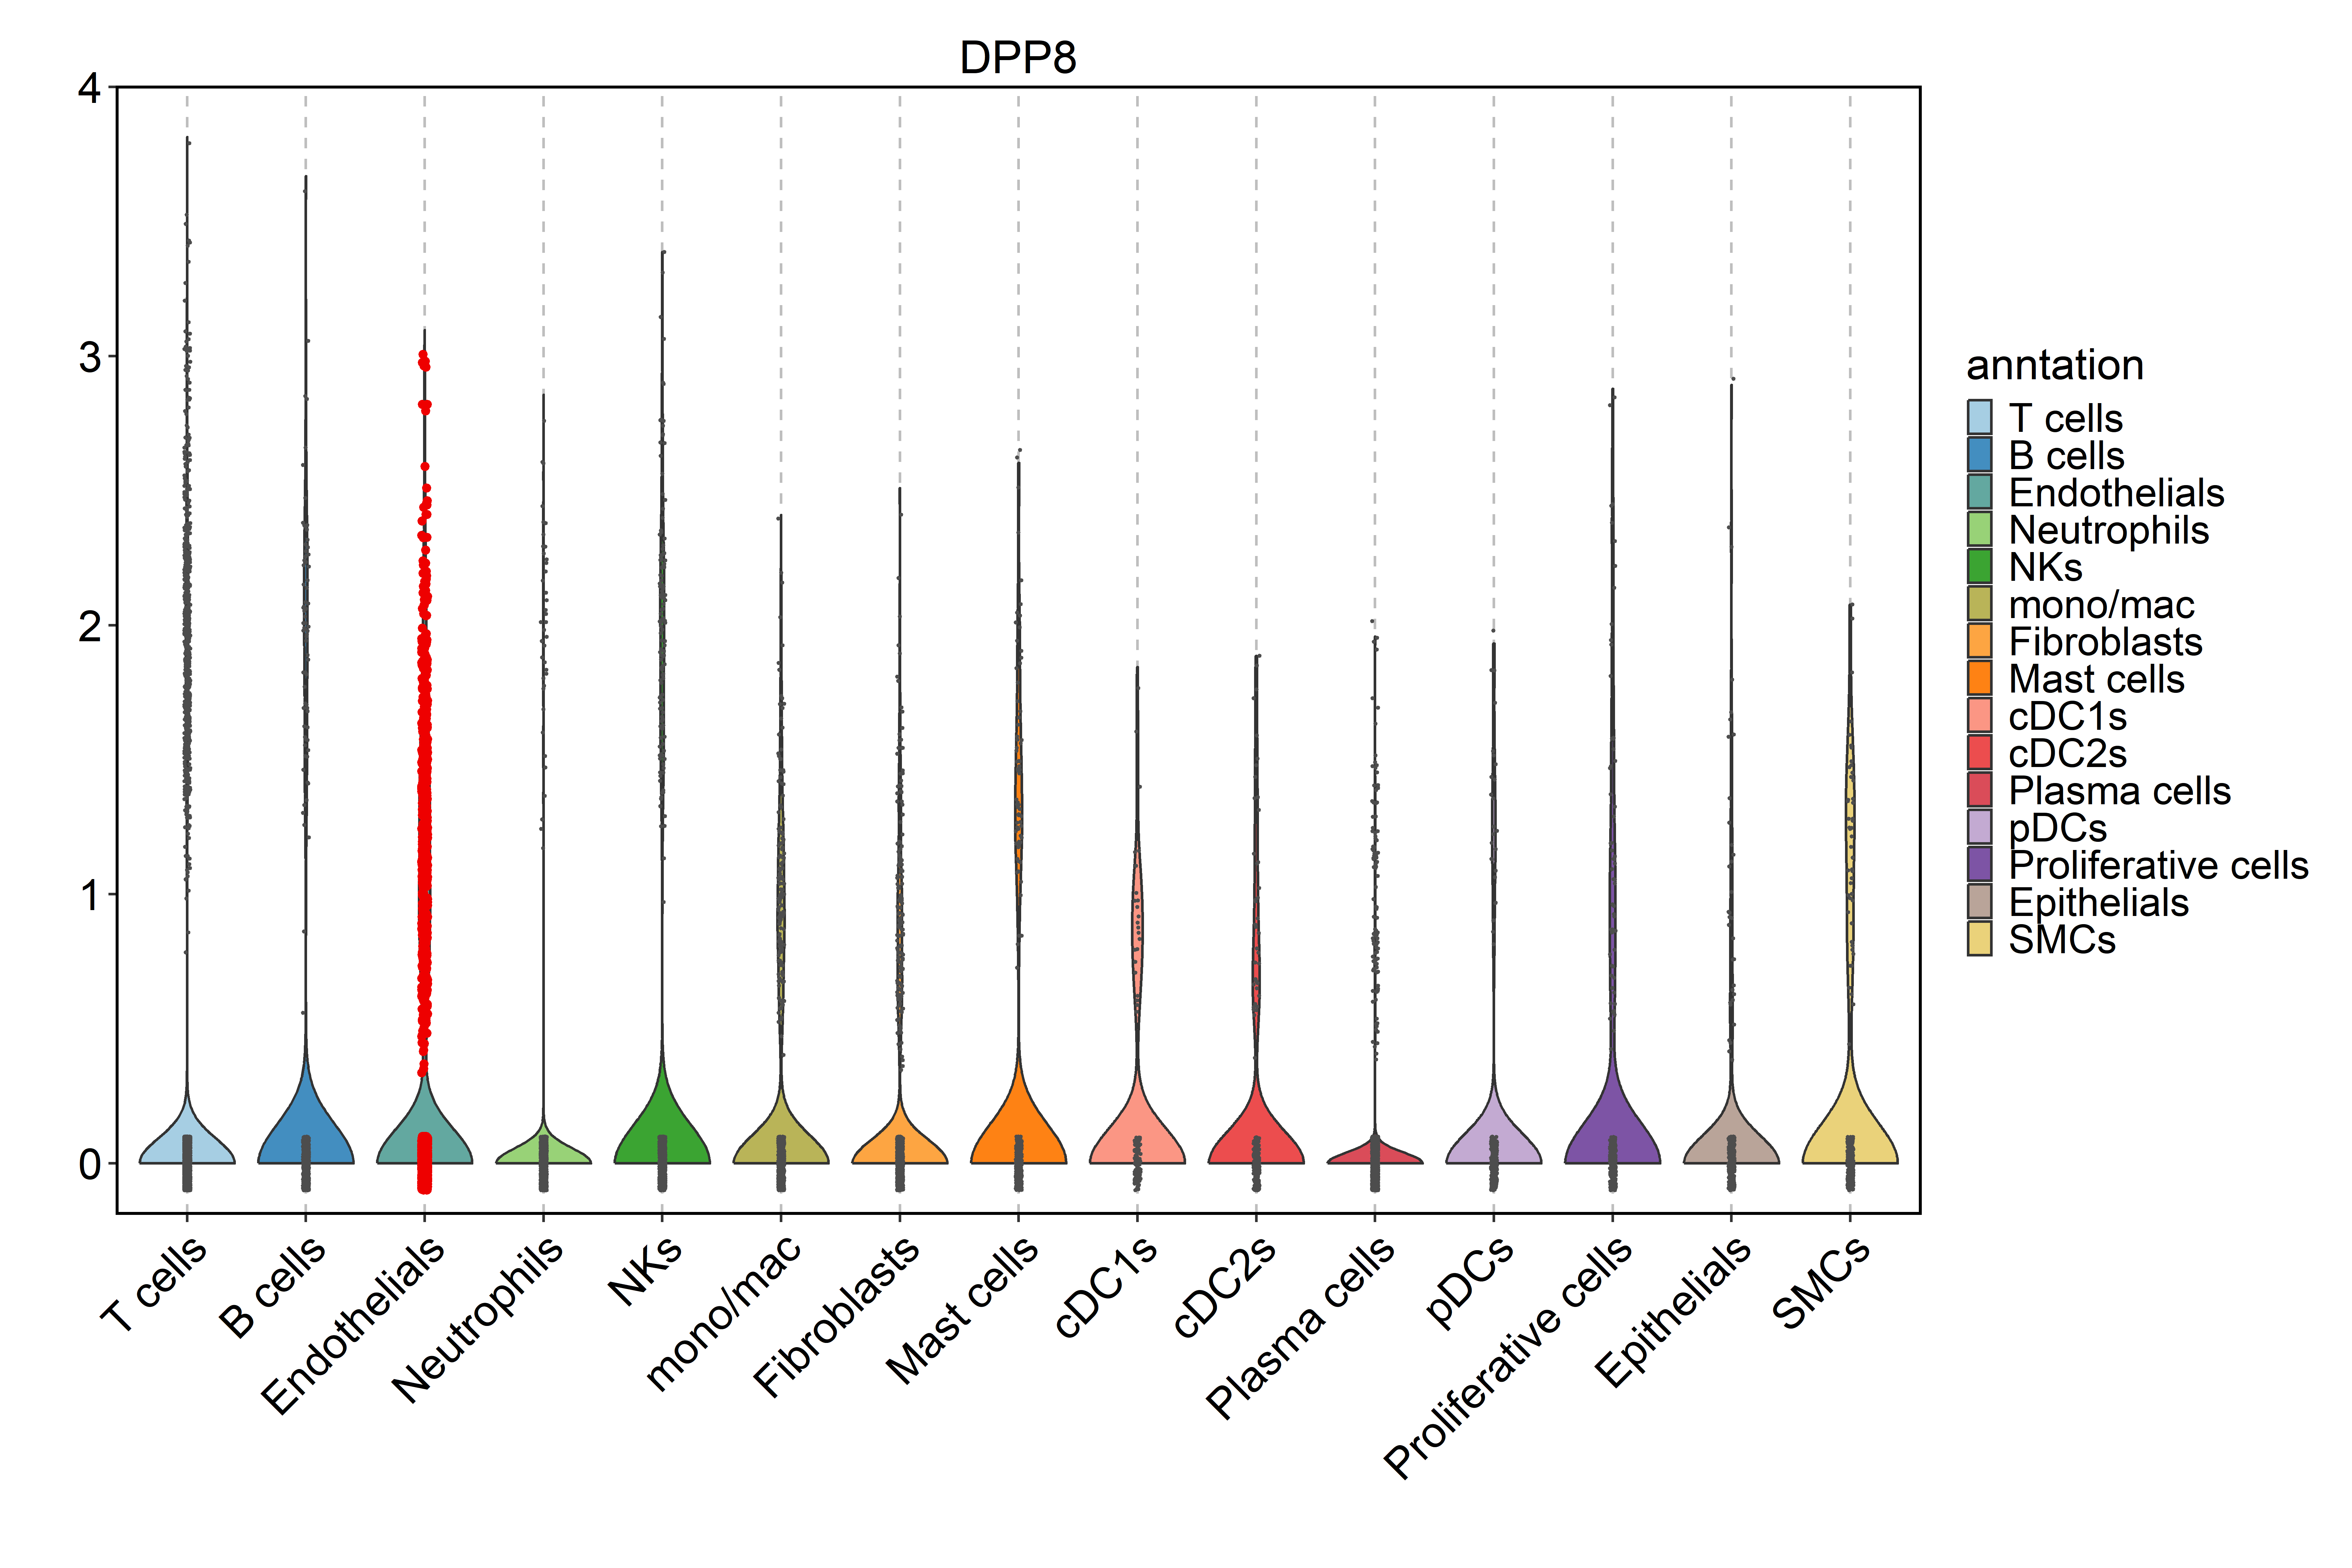 DPP8
4
3
2
1
0
T cells
B cells
Endothelials
Neutrophils
NKs
mono/mac
Fibroblasts
Mast cells
cDC1s
cDC2s
Plasma cells
pDCs
Proliferative cells
Epithelials
SMCs
anntation
T cells
B cells
Endothelials
Neutrophils
NKs
mono/mac
Fibroblasts
Mast cells
cDC1s
cDC2s
Plasma cells
pDCs
Proliferative cells
Epithelials
SMCs